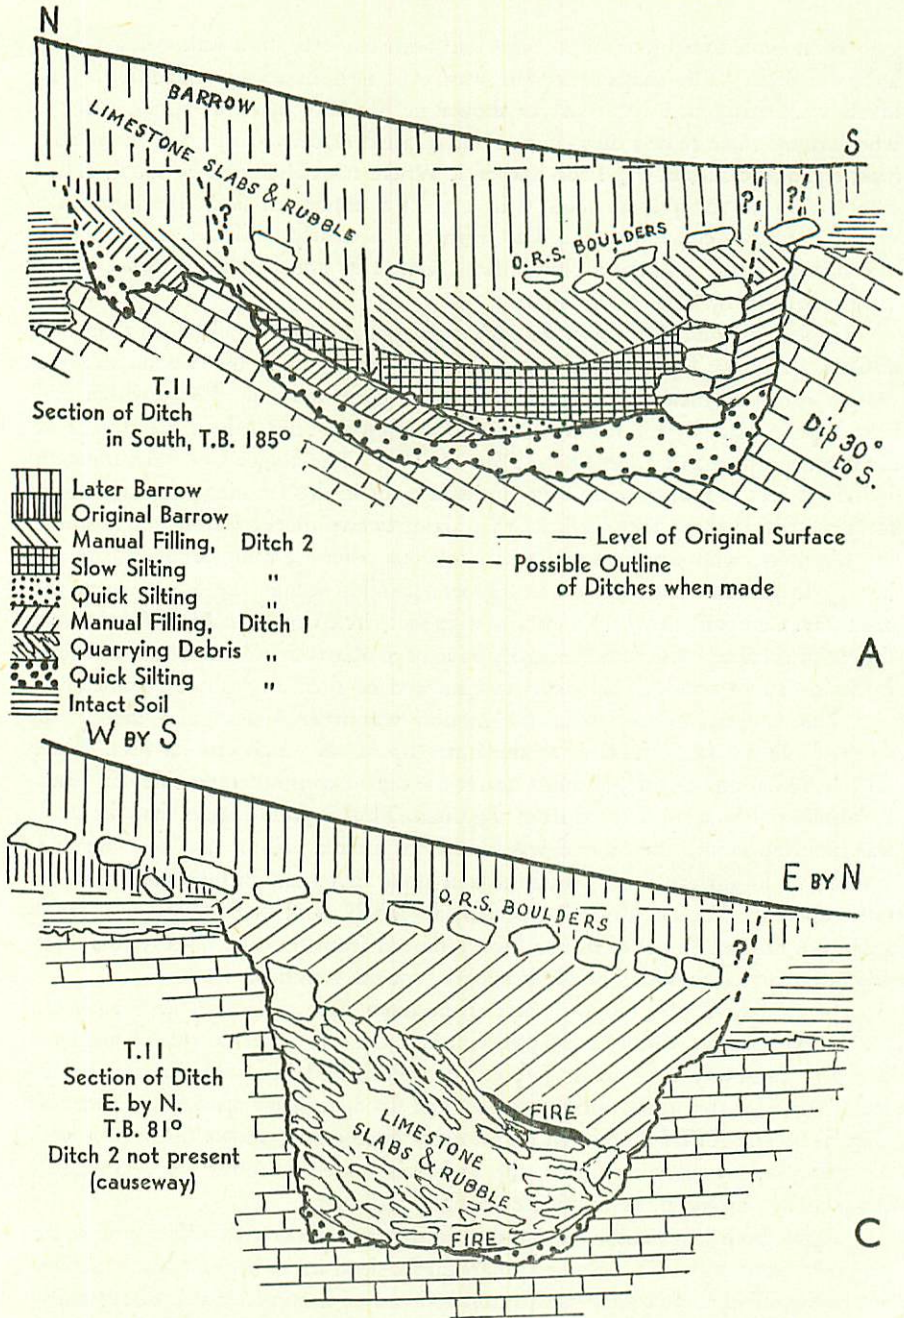 N
BARROW
LIMESTONE SLABS & RUBBLE
S
?
? ?
O.R.S. BOULDERS
T.11
Section of Ditch
in South, T.B. 185°
Dip 30°
to S.
Later Barrow
Original Barrow
Manual Filling, Ditch 2
Slow Silting "
Quick Silting "
Manual Filling, Ditch 1
Quarrying Debris "
Quick Silting "
Intact Soil
Level of Original Surface
Possible Outline
of Ditches when made
A
W BY S
E BY N
O.R.S. BOULDERS
?
T.11
Section of Ditch
E. by N.
T.B. 81°
Ditch 2 not present
(causeway)
FIRE
LIMESTONE
SLABS & RUBBLE
FIRE
C